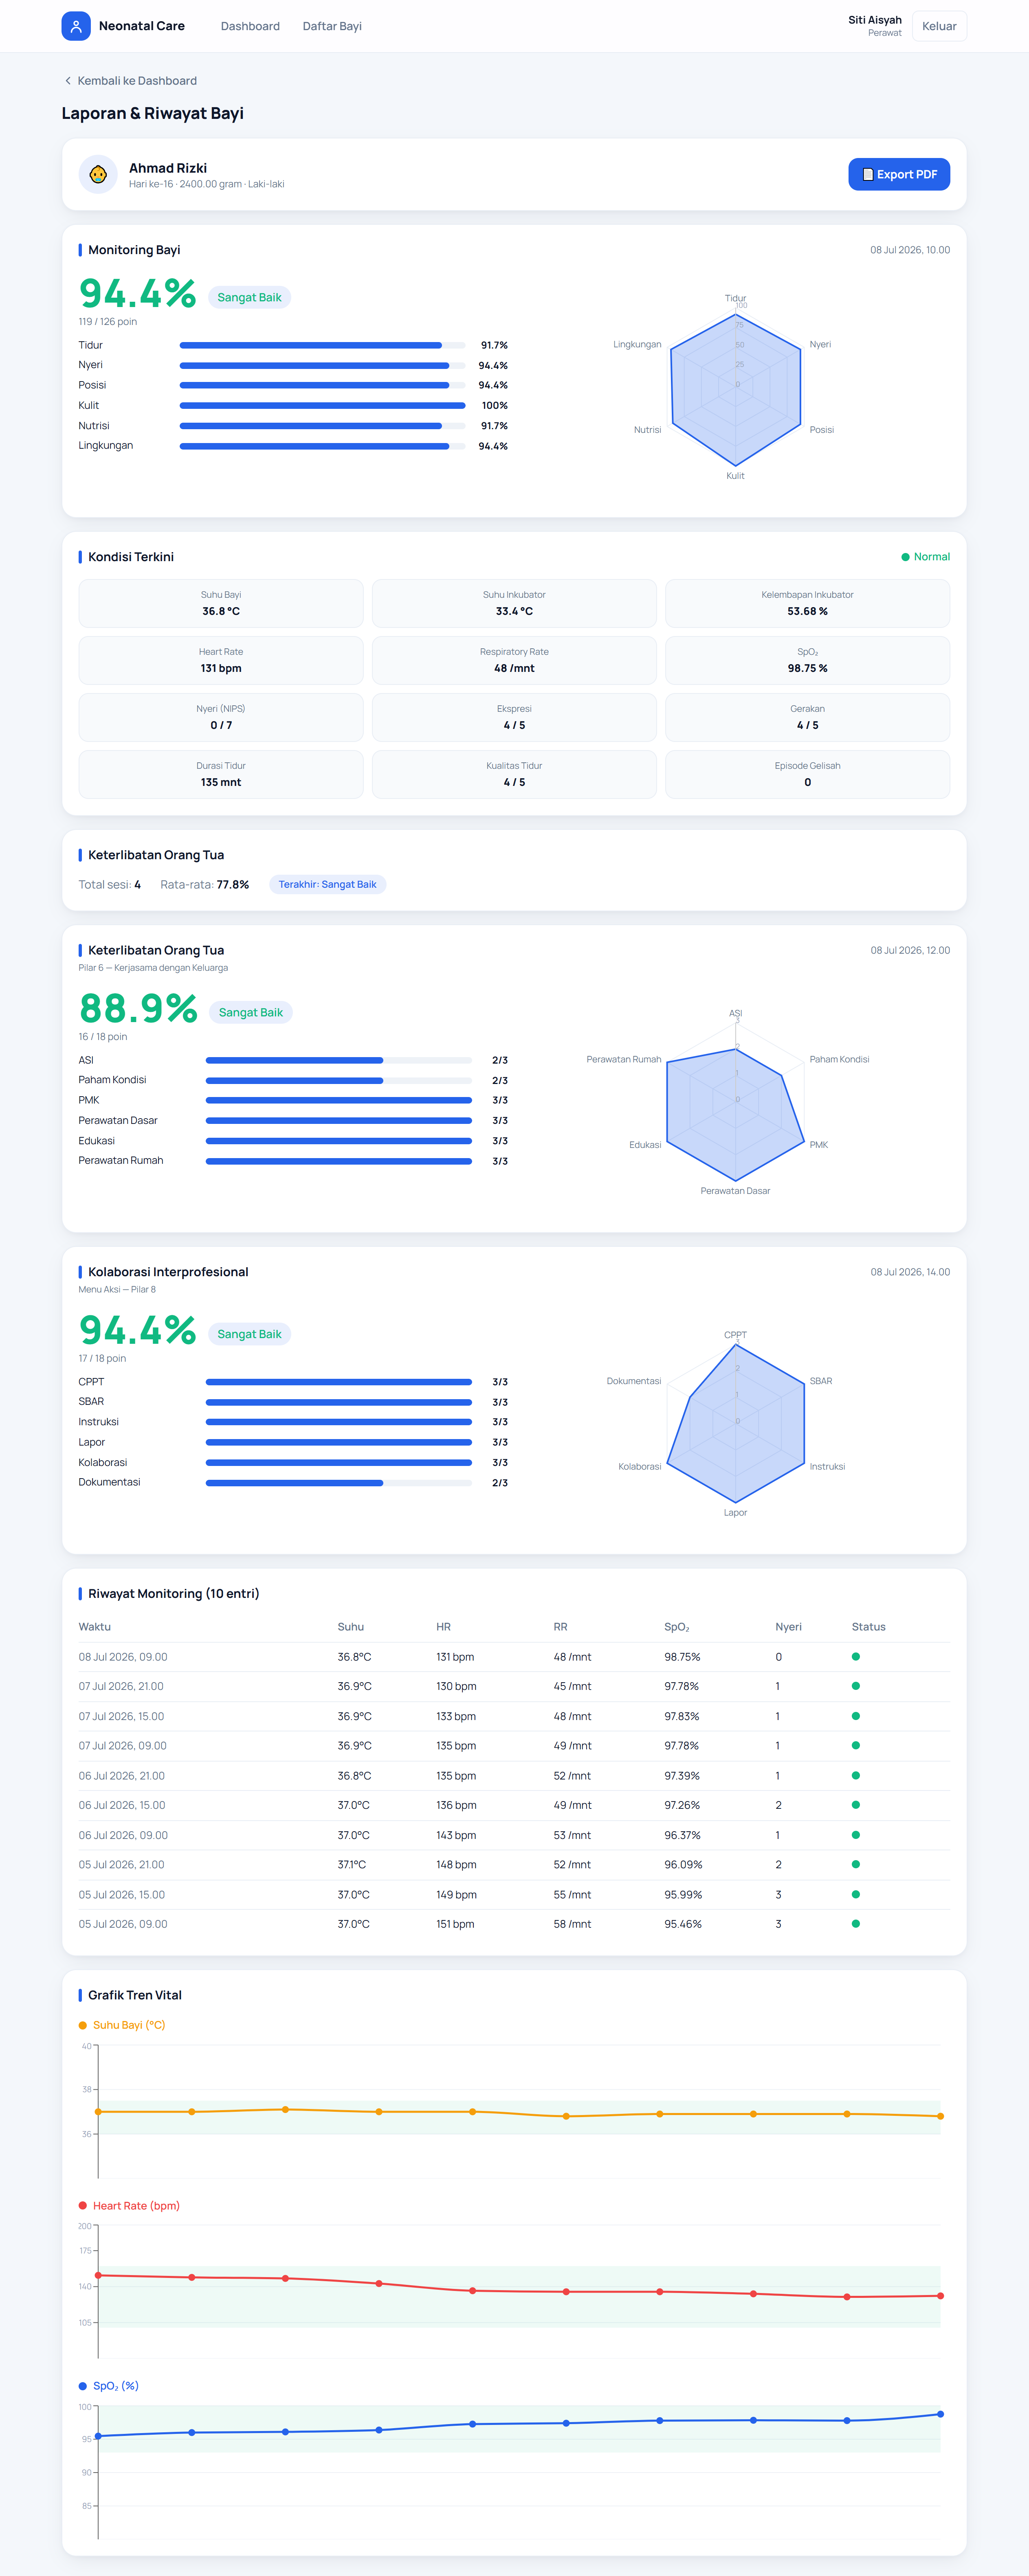 Neonatal Care
Dashboard
Daftar Bayi
Siti Aisyah
Perawat
Keluar
Kembali ke Dashboard
Laporan & Riwayat Bayi
Ahmad Rizki
Hari ke-16 · 2400.00 gram · Laki-laki
Export PDF
Monitoring Bayi
08 Jul 2026, 10.00
94.4% Sangat Baik
119 / 126 poin
Tidur 91.7%
Nyeri 94.4%
Posisi 94.4%
Kulit 100%
Nutrisi 91.7%
Lingkungan 94.4%
Tidur
100
75
50
25
0
Lingkungan
Nyeri
Nutrisi
Posisi
Kulit
Kondisi Terkini
Normal
Suhu Bayi
36.8 °C
Suhu Inkubator
33.4 °C
Kelembapan Inkubator
53.68 %
Heart Rate
131 bpm
Respiratory Rate
48 /mnt
SpO₂
98.75 %
Nyeri (NIPS)
0 / 7
Ekspresi
4 / 5
Gerakan
4 / 5
Durasi Tidur
135 mnt
Kualitas Tidur
4 / 5
Episode Gelisah
0
Keterlibatan Orang Tua
Total sesi: 4 Rata-rata: 77.8% Terakhir: Sangat Baik
Keterlibatan Orang Tua
08 Jul 2026, 12.00
Pilar 6 — Kerjasama dengan Keluarga
88.9% Sangat Baik
16 / 18 poin
ASI 2/3
Paham Kondisi 2/3
PMK 3/3
Perawatan Dasar 3/3
Edukasi 3/3
Perawatan Rumah 3/3
ASI
3
2
1
0
Perawatan Rumah
Paham Kondisi
Edukasi
PMK
Perawatan Dasar
Kolaborasi Interprofesional
08 Jul 2026, 14.00
Menu Aksi — Pilar 8
94.4% Sangat Baik
17 / 18 poin
CPPT 3/3
SBAR 3/3
Instruksi 3/3
Lapor 3/3
Kolaborasi 3/3
Dokumentasi 2/3
CPPT
3
2
1
0
Dokumentasi
SBAR
Kolaborasi
Instruksi
Lapor
Riwayat Monitoring (10 entri)
Waktu Suhu HR RR SpO₂ Nyeri Status
08 Jul 2026, 09.00 36.8°C 131 bpm 48 /mnt 98.75% 0
07 Jul 2026, 21.00 36.9°C 130 bpm 45 /mnt 97.78% 1
07 Jul 2026, 15.00 36.9°C 133 bpm 48 /mnt 97.83% 1
07 Jul 2026, 09.00 36.9°C 135 bpm 49 /mnt 97.78% 1
06 Jul 2026, 21.00 36.8°C 135 bpm 52 /mnt 97.39% 1
06 Jul 2026, 15.00 37.0°C 136 bpm 49 /mnt 97.26% 2
06 Jul 2026, 09.00 37.0°C 143 bpm 53 /mnt 96.37% 1
05 Jul 2026, 21.00 37.1°C 148 bpm 52 /mnt 96.09% 2
05 Jul 2026, 15.00 37.0°C 149 bpm 55 /mnt 95.99% 3
05 Jul 2026, 09.00 37.0°C 151 bpm 58 /mnt 95.46% 3
Grafik Tren Vital
Suhu Bayi (°C)
40
38
36
Heart Rate (bpm)
200
175
140
105
SpO₂ (%)
100
95
90
85